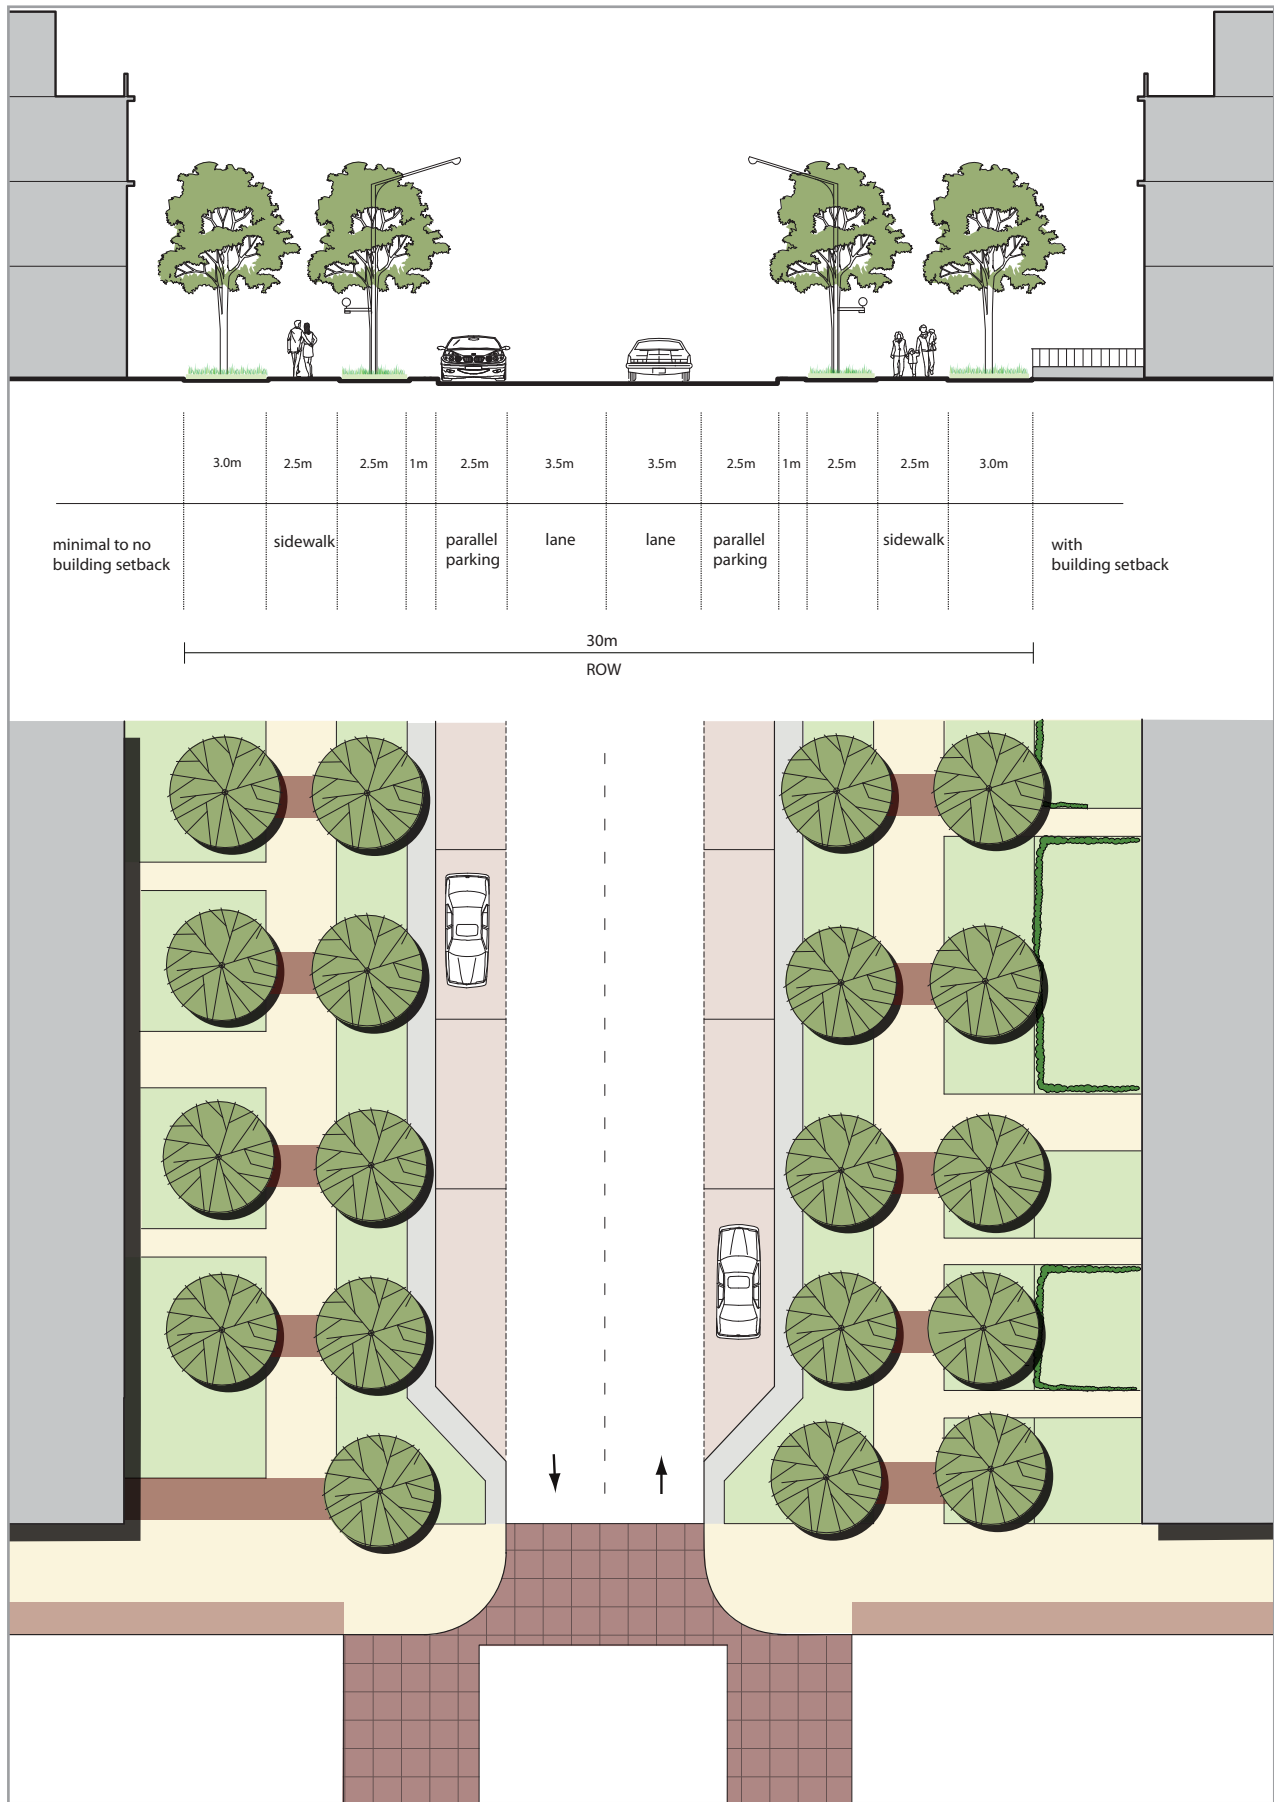 3.0m 2.5m 2.5m 1m 2.5m 3.5m 3.5m 2.5m 1m 2.5m 2.5m 3.0m
minimal to no
building setback
sidewalk
parallel
parking
lane
lane
parallel
parking
sidewalk
with
building setback
30m
ROW